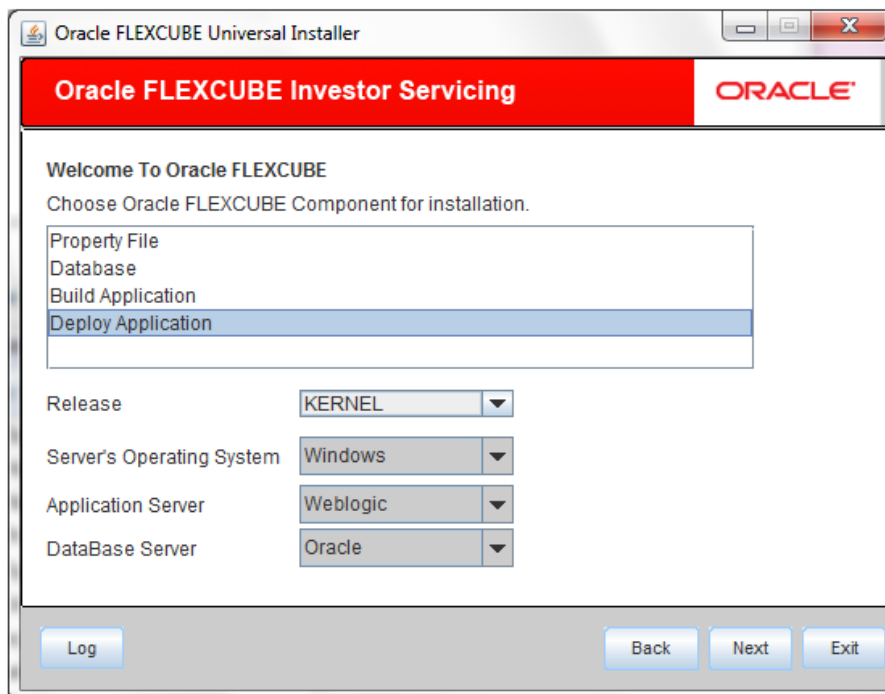 Oracle FLEXCUBE Universal Installer
Oracle FLEXCUBE Investor Servicing
ORACLE
Welcome To Oracle FLEXCUBE
Choose Oracle FLEXCUBE Component for installation.
Property File
Database
Build Application
Deploy Application
Release KERNEL
Server's Operating System Windows
Application Server Weblogic
DataBase Server Oracle
Log Back Next Exit